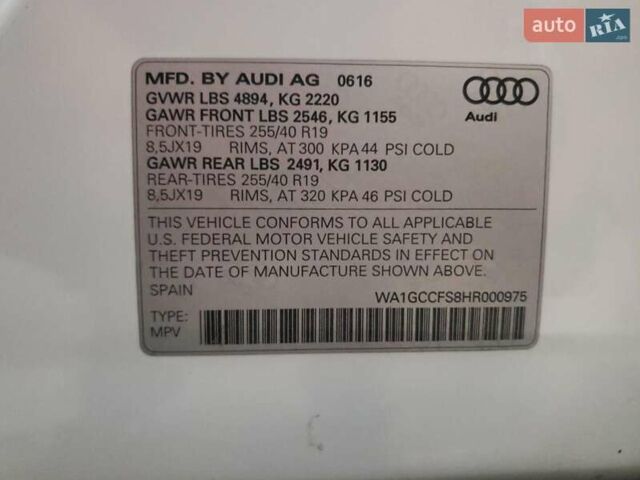 auto RIA .com
MFD. BY AUDI AG 0616
GVWR LBS 4894, KG 2220
GAWR FRONT LBS 2546, KG 1155
FRONT-TIRES 255/40 R19
8,5JX19 RIMS, AT 300 KPA 44 PSI COLD
GAWR REAR LBS 2491, KG 1130
REAR-TIRES 255/40 R19
8,5JX19 RIMS, AT 320 KPA 46 PSI COLD
Audi
THIS VEHICLE CONFORMS TO ALL APPLICABLE
U.S. FEDERAL MOTOR VEHICLE SAFETY AND
THEFT PREVENTION STANDARDS IN EFFECT ON
THE DATE OF MANUFACTURE SHOWN ABOVE.
SPAIN WA1GCCFS8HR000975
TYPE:
MPV